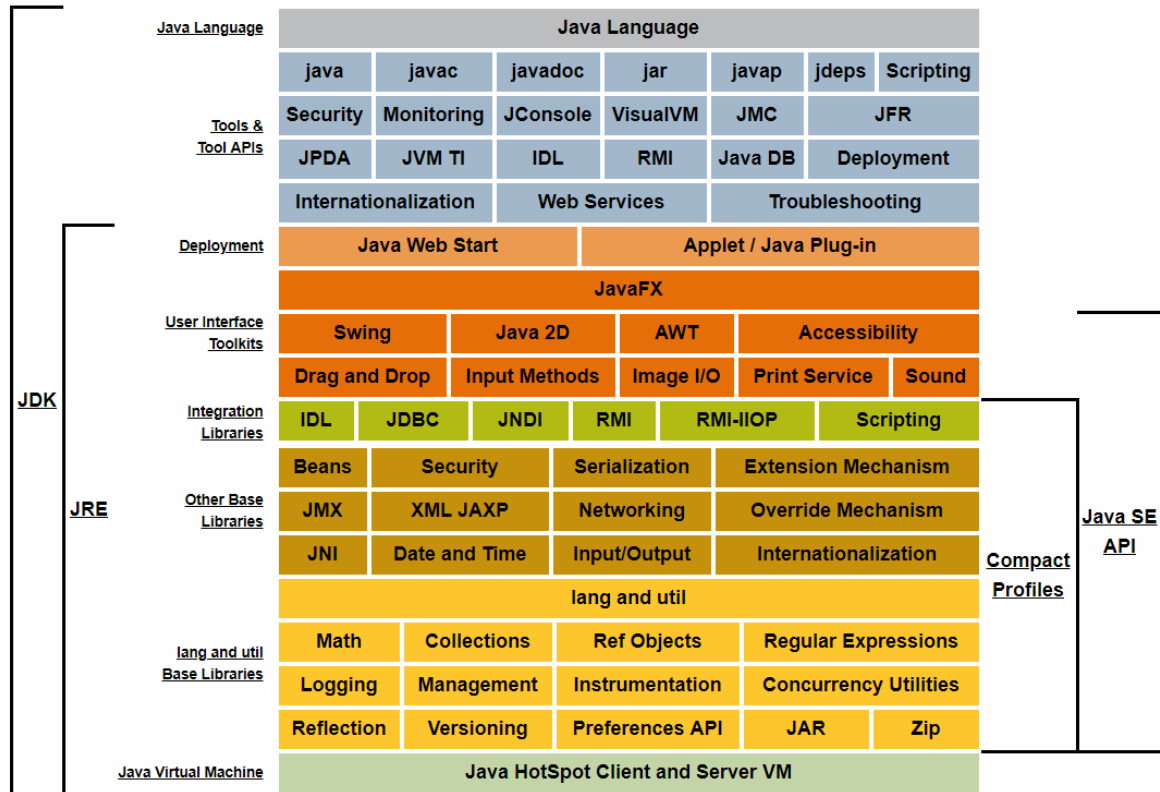 Java Language Java Language
java javac javadoc jar javap jdeps Scripting
Tools &
Tool APIs
Security Monitoring JConsole VisualVM JMC JFR
JPDA JVM TI IDL RMI Java DB Deployment
Internationalization Web Services Troubleshooting
Deployment Java Web Start Applet / Java Plug-in
JavaFX
User Interface
Toolkits
Swing Java 2D AWT Accessibility
Drag and Drop Input Methods Image I/O Print Service Sound
JDK
Integration
Libraries
IDL JDBC JNDI RMI RMI-IIOP Scripting
Beans Security Serialization Extension Mechanism
JRE
Other Base
Libraries
JMX XML JAXP Networking Override Mechanism
Java SE
API
JNI Date and Time Input/Output Internationalization
Compact
Profiles
lang and util
lang and util
Base Libraries
Math Collections Ref Objects Regular Expressions
Logging Management Instrumentation Concurrency Utilities
Reflection Versioning Preferences API JAR Zip
Java Virtual Machine Java HotSpot Client and Server VM